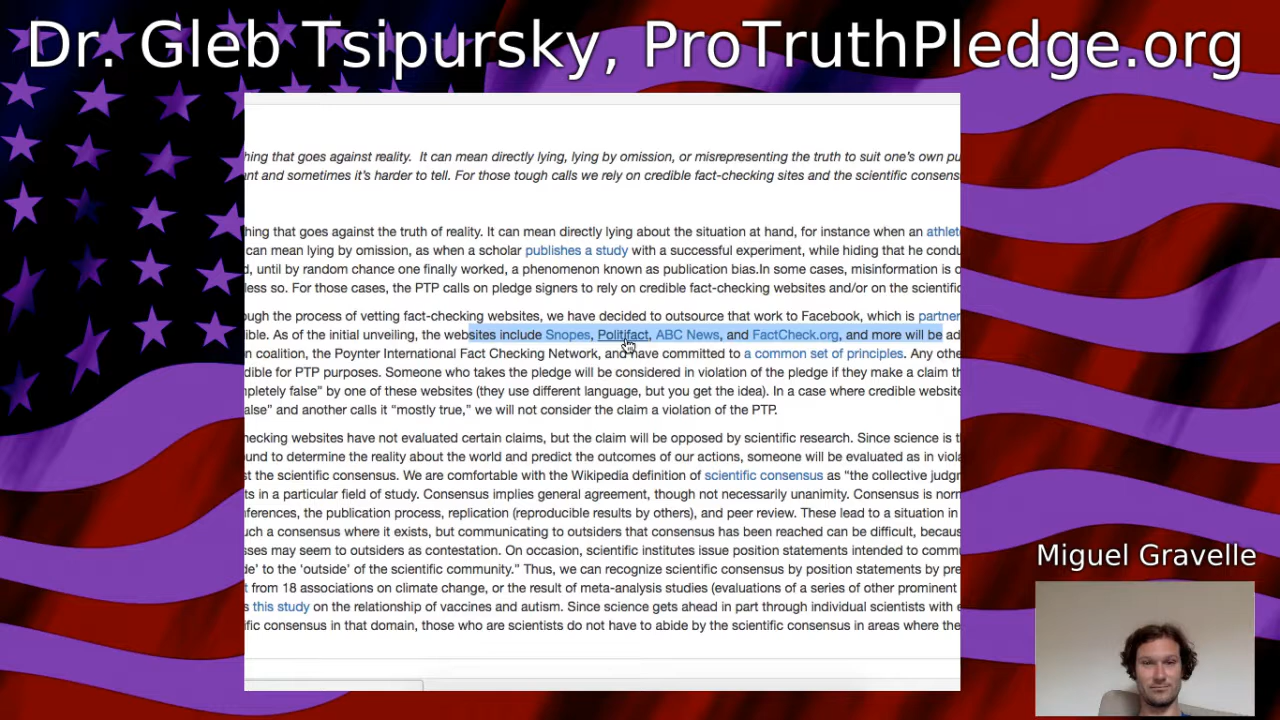 Dr. Gleb Tsipursky, ProTruthPledge.org
hing that goes against reality. It can mean directly lying, lying by omission, or misrepresenting the truth to suit one's own pu
nt and sometimes it's harder to tell. For those tough calls we rely on credible fact-checking sites and the scientific consens
hing that goes against the truth of reality. It can mean directly lying about the situation at hand, for instance when an athlet
can mean lying by omission, as when a scholar publishes a study with a successful experiment, while hiding that he condu
d, until by random chance one finally worked, a phenomenon known as publication bias.In some cases, misinformation is o
less so. For those cases, the PTP calls on pledge signers to rely on credible fact-checking websites and/or on the scientific
ough the process of vetting fact-checking websites, we have decided to outsource that work to Facebook, which is partner
ible. As of the initial unveiling, the websites include Snopes, Politifact, ABC News, and FactCheck.org, and more will be ad
n coalition, the Poynter International Fact Checking Network, and have committed to a common set of principles. Any othe
dible for PTP purposes. Someone who takes the pledge will be considered in violation of the pledge if they make a claim th
mpletely false" by one of these websites (they use different language, but you get the idea). In a case where credible website
alse" and another calls it "mostly true," we will not consider the claim a violation of the PTP.
hecking websites have not evaluated certain claims, but the claim will be opposed by scientific research. Since science is t
ound to determine the reality about the world and predict the outcomes of our actions, someone will be evaluated as in viola
st the scientific consensus. We are comfortable with the Wikipedia definition of scientific consensus as "the collective judgm
ts in a particular field of study. Consensus implies general agreement, though not necessarily unanimity. Consensus is norm
ferences, the publication process, replication (reproducible results by others), and peer review. These lead to a situation in
uch a consensus where it exists, but communicating to outsiders that consensus has been reached can be difficult, becaus
sses may seem to outsiders as contestation. On occasion, scientific institutes issue position statements intended to commu
de' to the 'outside' of the scientific community." Thus, we can recognize scientific consensus by position statements by pre
t from 18 associations on climate change, or the result of meta-analysis studies (evaluations of a series of other prominent
s this study on the relationship of vaccines and autism. Since science gets ahead in part through individual scientists with e
ific consensus in that domain, those who are scientists do not have to abide by the scientific consensus in areas where the
Miguel Gravelle